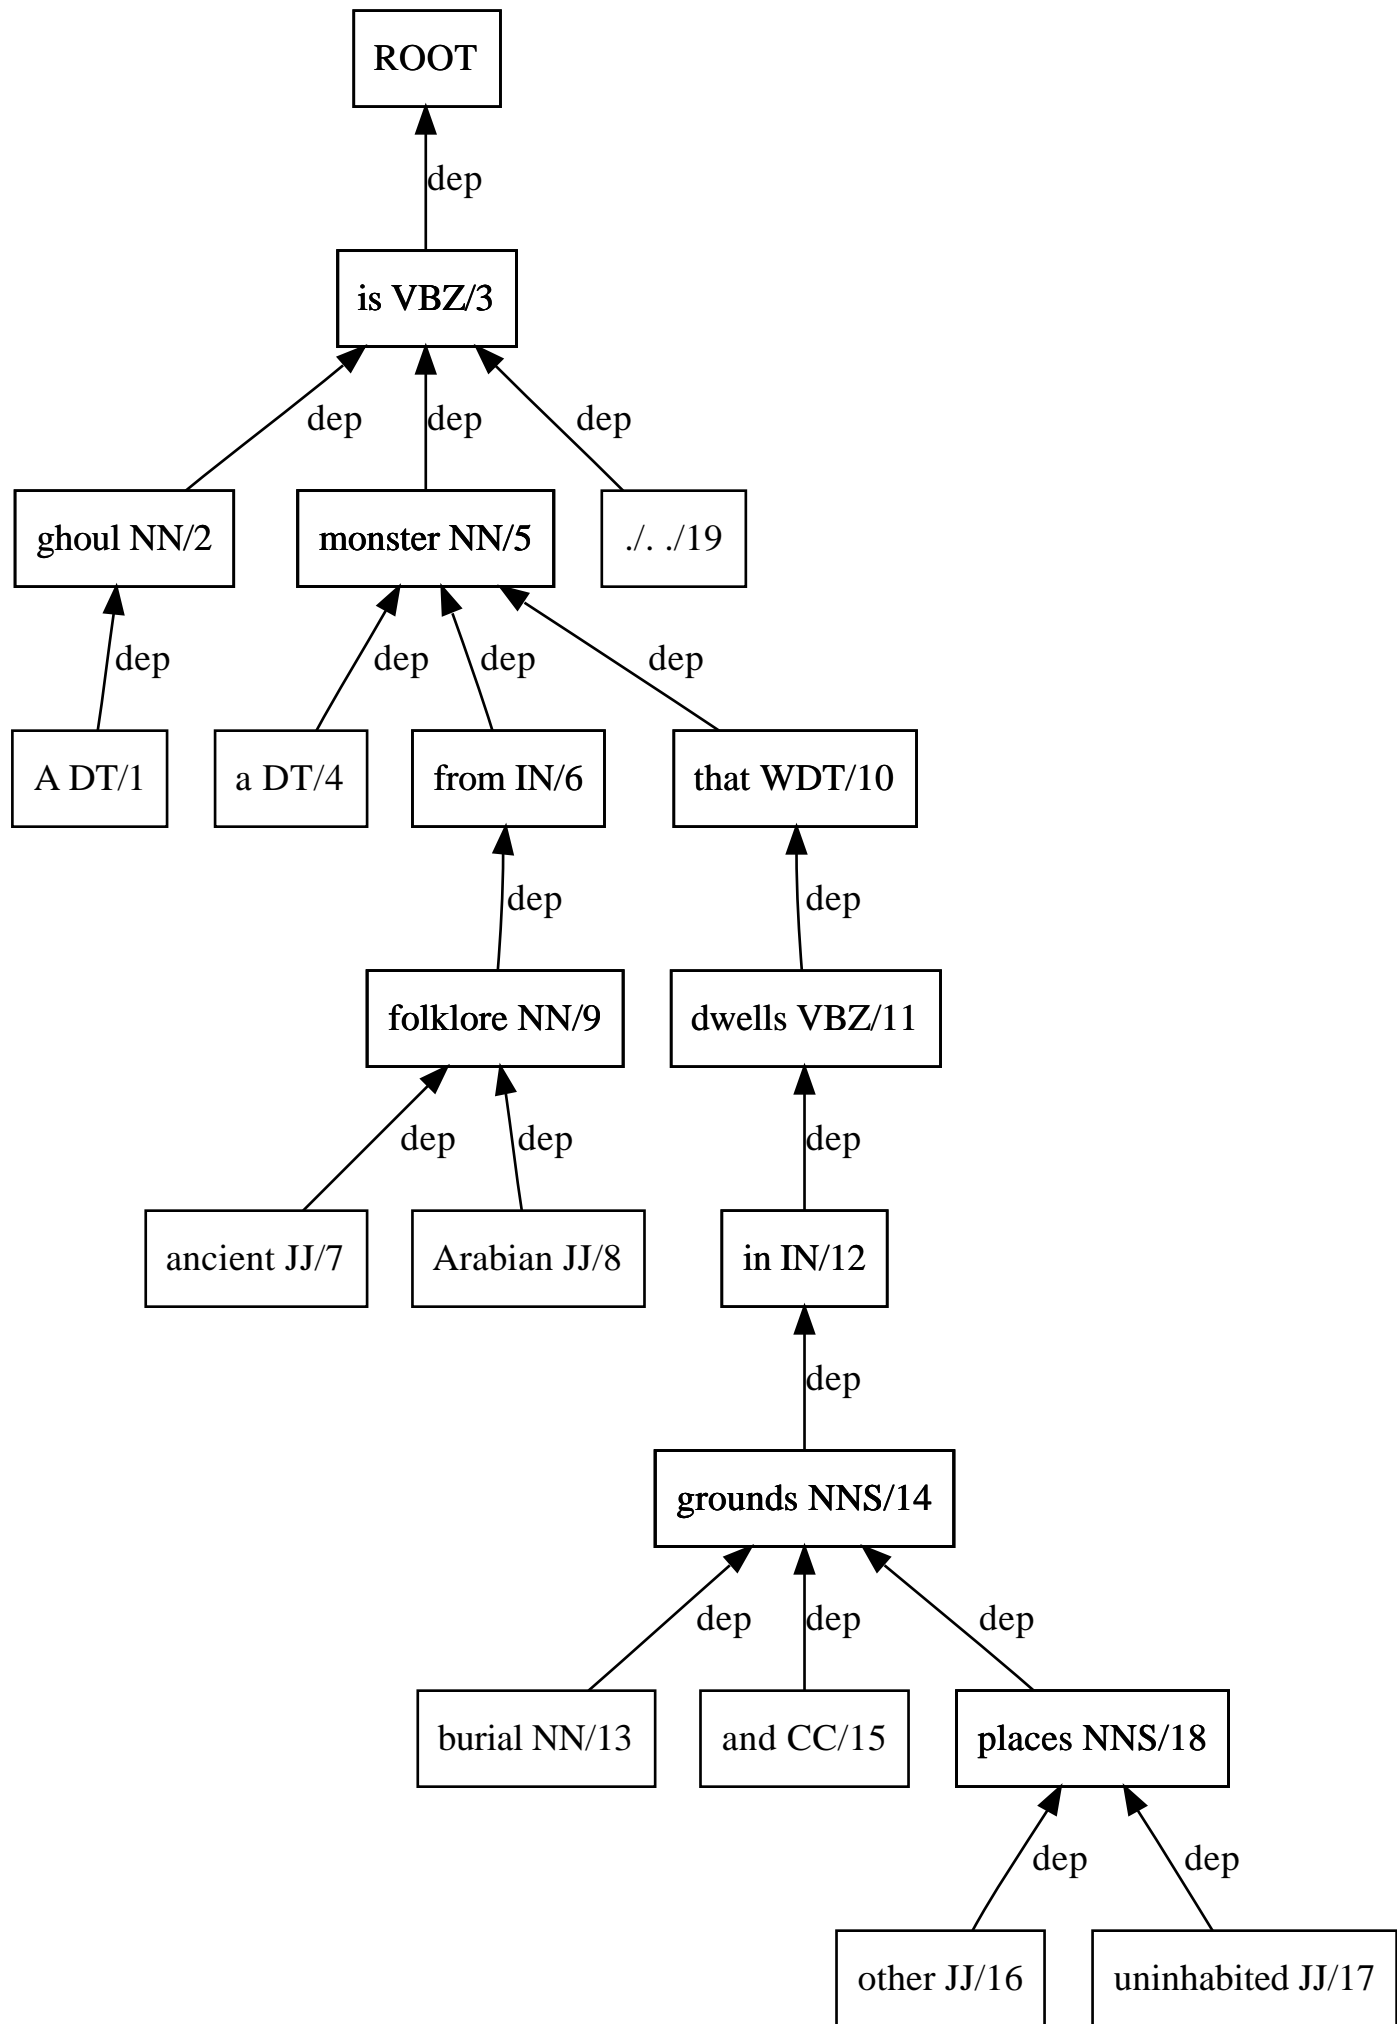 ROOT
dep
is VBZ/3
dep dep dep
ghoul NN/2 monster NN/5 ./. ./19
dep dep dep dep
A DT/1 a DT/4 from IN/6 that WDT/10
dep dep
folklore NN/9 dwells VBZ/11
dep dep dep
ancient JJ/7 Arabian JJ/8 in IN/12
dep
grounds NNS/14
dep dep dep
burial NN/13 and CC/15 places NNS/18
dep dep
other JJ/16 uninhabited JJ/17